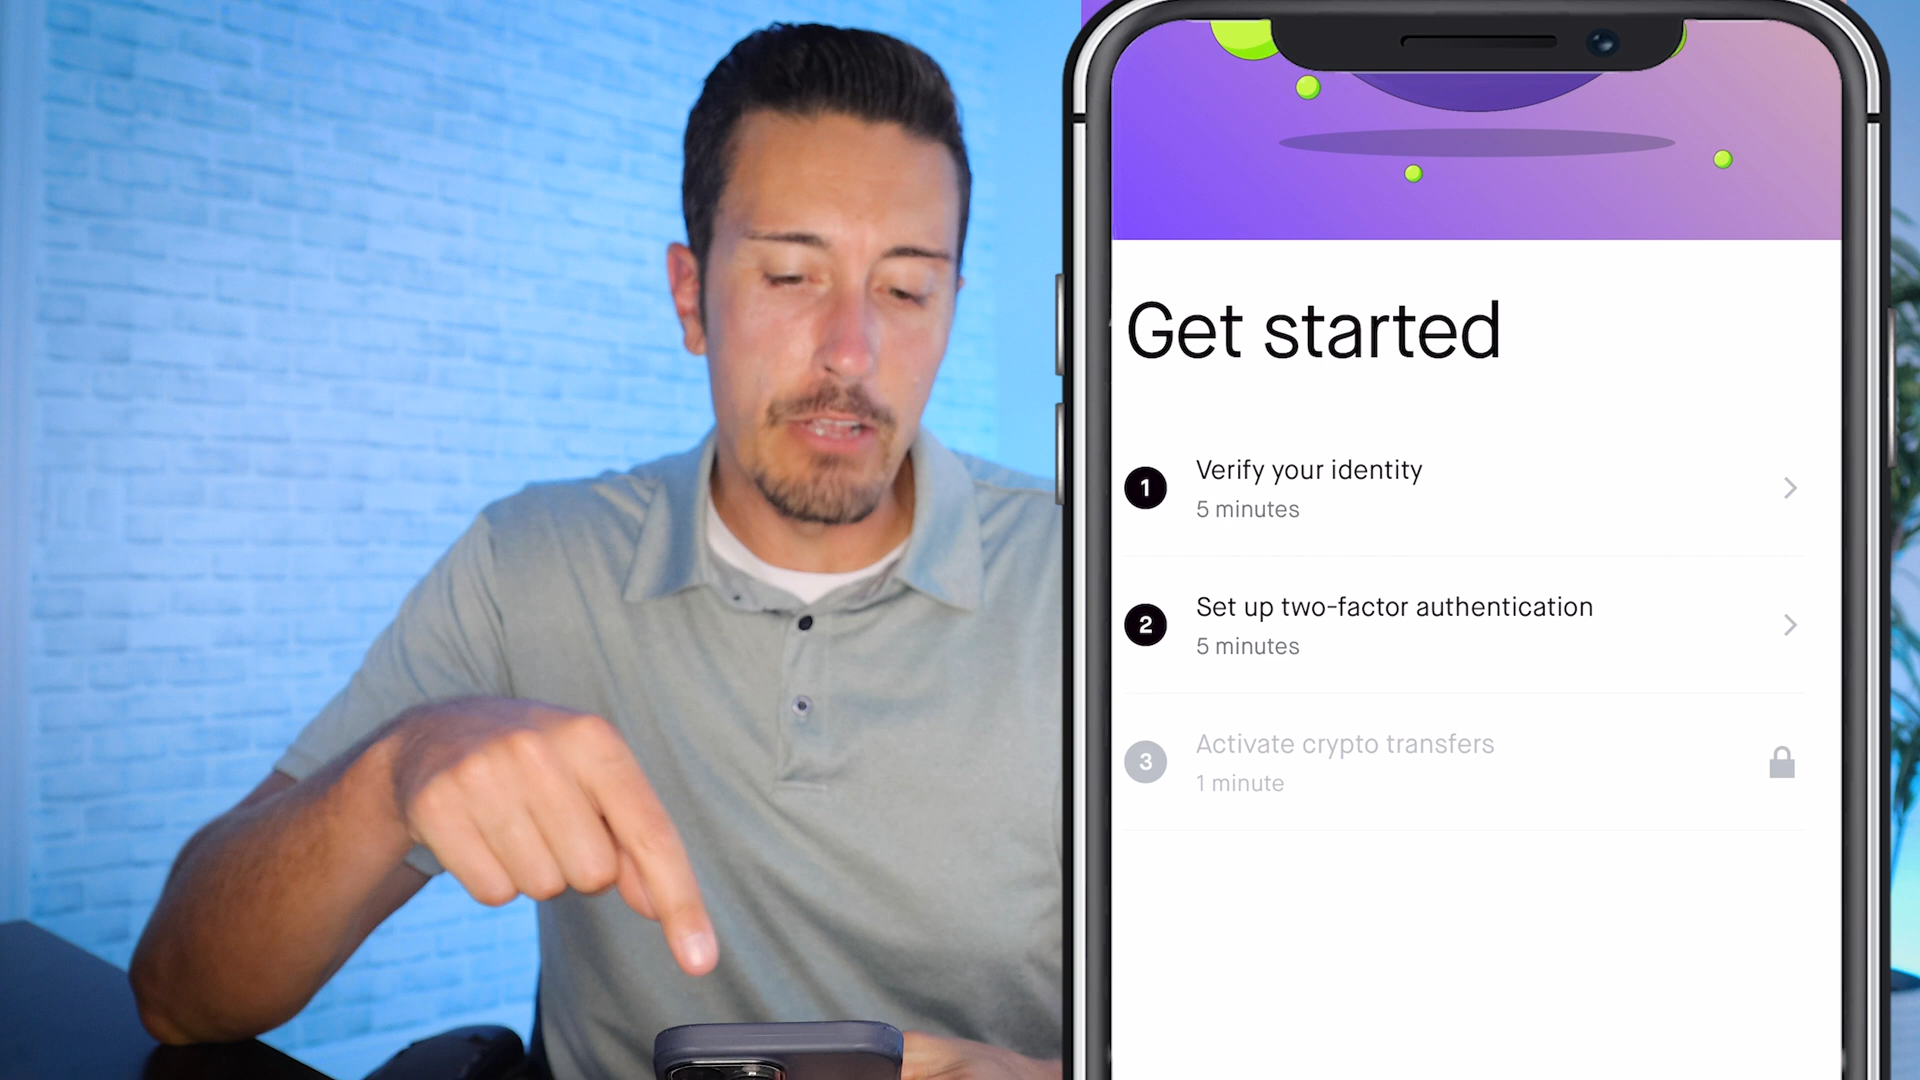 Get started
1
Verify your identity
5 minutes
2
Set up two-factor authentication
5 minutes
3
Activate crypto transfers
1 minute